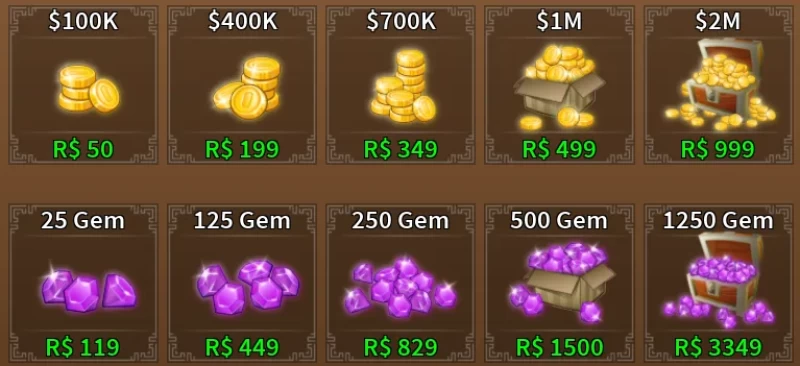 $100K $400K $700K $1M $2M
R$ 50 R$ 199 R$ 349 R$ 499 R$ 999
25 Gem 125 Gem 250 Gem 500 Gem 1250 Gem
R$ 119 R$ 449 R$ 829 R$ 1500 R$ 3349